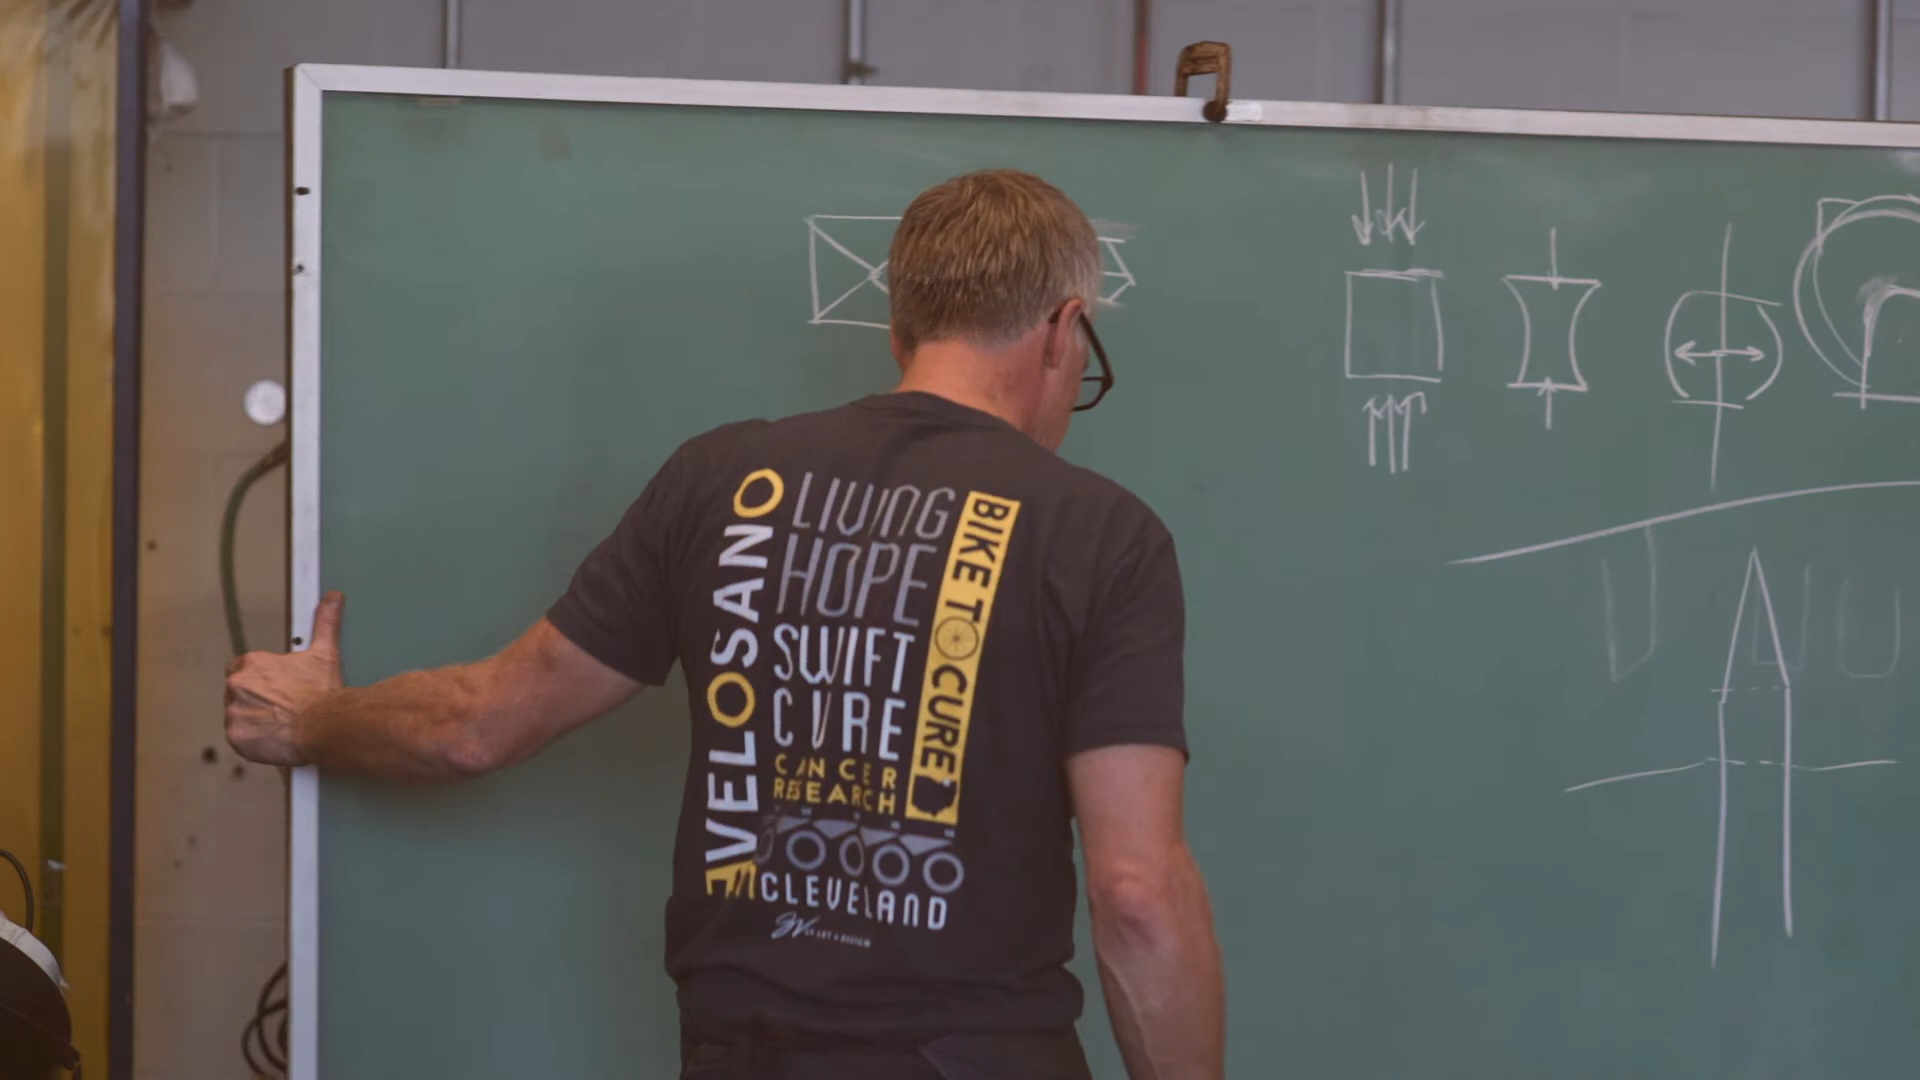 VELOSANO
LIVING
HOPE
SWIFT
CURE
CANCER
RESEARCH
BIKE TO CURE
CLEVELAND